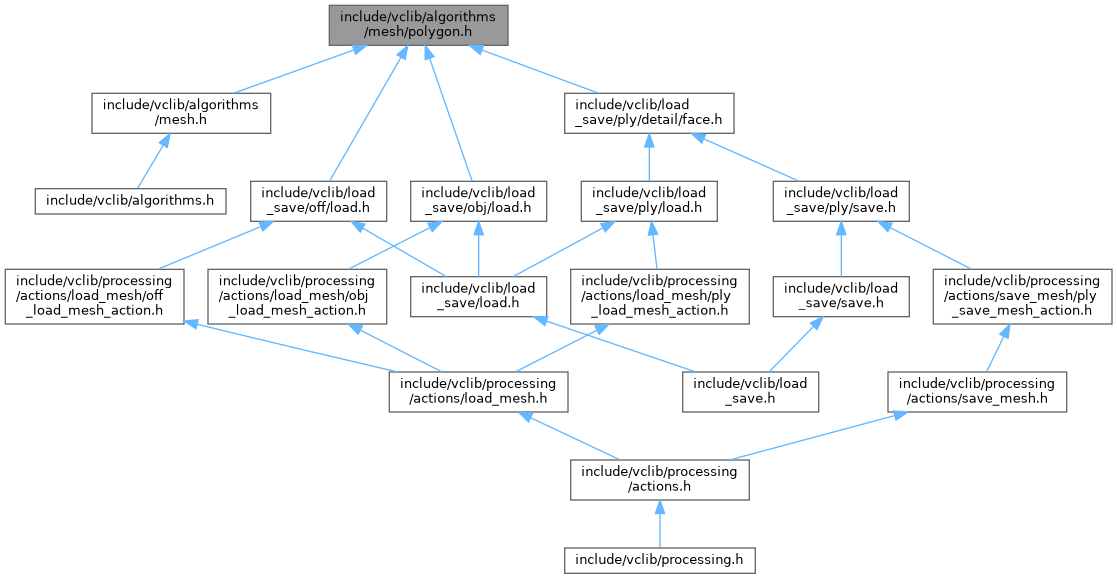 include/vclib/algorithms
/mesh/polygon.h
include/vclib/algorithms
/mesh.h
include/vclib/load
_save/ply/detail/face.h
include/vclib/algorithms.h
include/vclib/load
_save/off/load.h
include/vclib/load
_save/obj/load.h
include/vclib/load
_save/ply/load.h
include/vclib/load
_save/ply/save.h
include/vclib/processing
/actions/load_mesh/off
_load_mesh_action.h
include/vclib/processing
/actions/load_mesh/obj
_load_mesh_action.h
include/vclib/load
_save/load.h
include/vclib/processing
/actions/load_mesh/ply
_load_mesh_action.h
include/vclib/load
_save/save.h
include/vclib/processing
/actions/save_mesh/ply
_save_mesh_action.h
include/vclib/processing
/actions/load_mesh.h
include/vclib/load
_save.h
include/vclib/processing
/actions/save_mesh.h
include/vclib/processing
/actions.h
include/vclib/processing.h